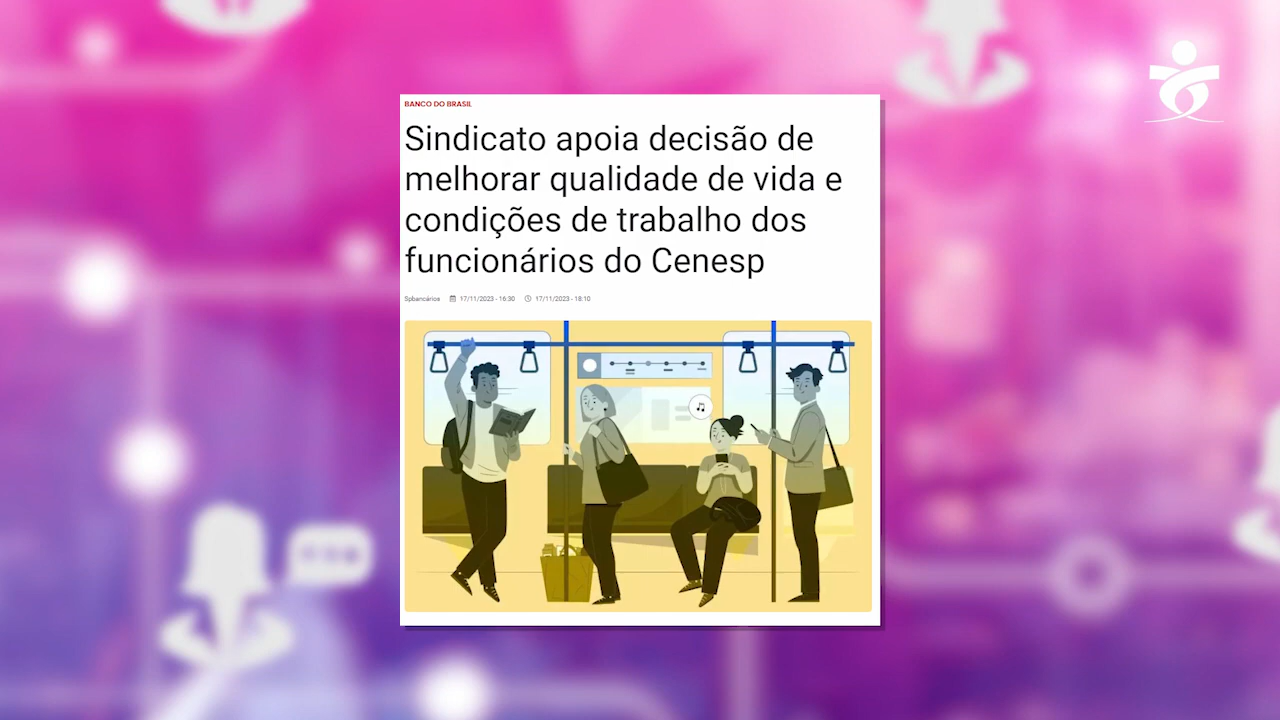 BANCO DO BRASIL
Sindicato apoia decisão de
melhorar qualidade de vida e
condições de trabalho dos
funcionários do Cenesp
Spbancários 17/11/2023 - 16:30 17/11/2023 - 18:10